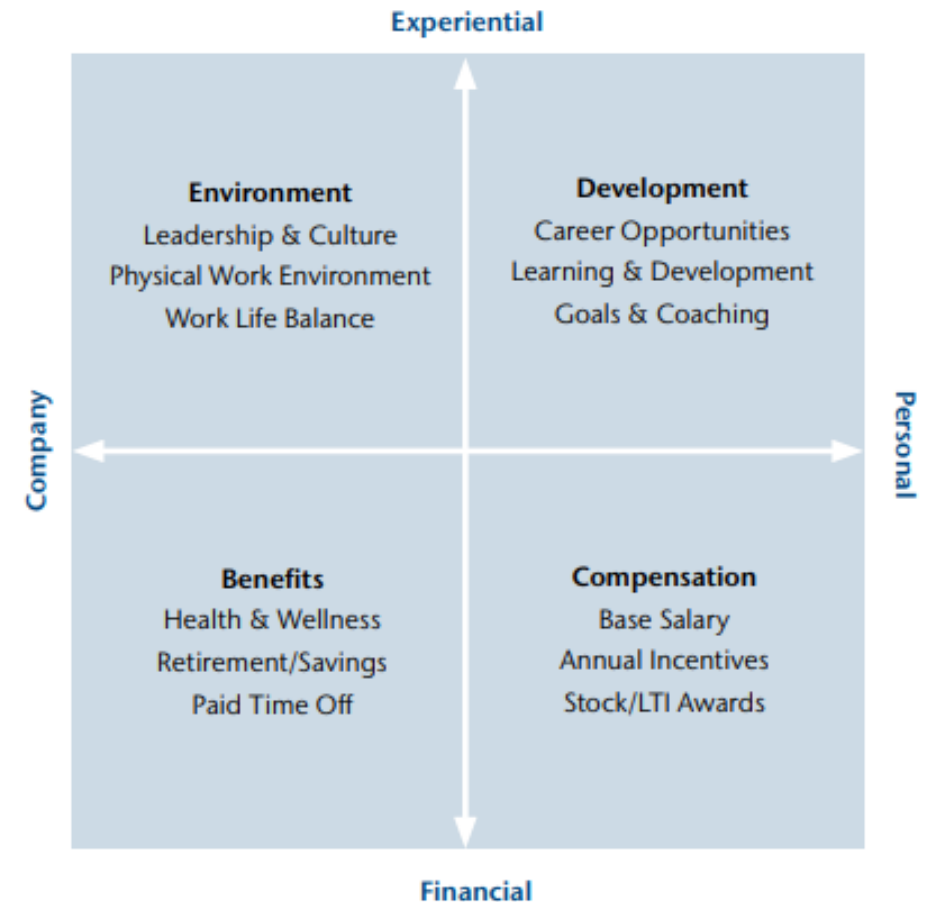 Experiential
Environment
Leadership & Culture
Physical Work Environment
Work Life Balance
Development
Career Opportunities
Learning & Development
Goals & Coaching
Company
Personal
Benefits
Health & Wellness
Retirement/Savings
Paid Time Off
Compensation
Base Salary
Annual Incentives
Stock/LTI Awards
Financial